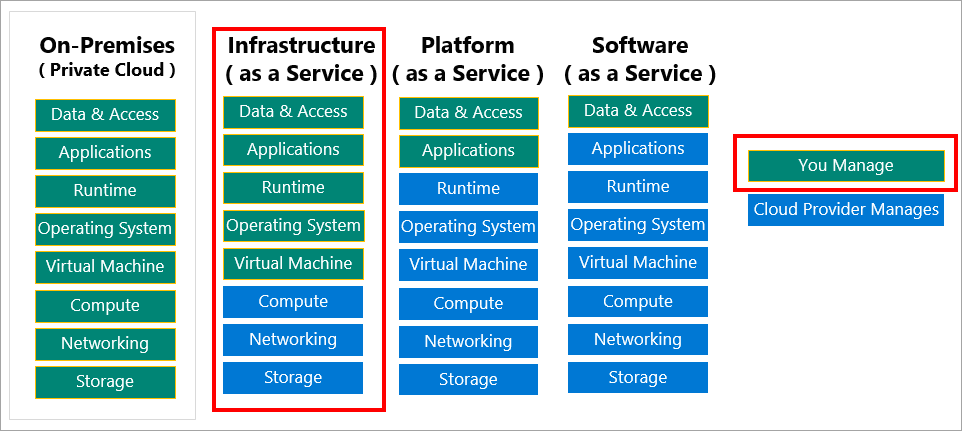 On-Premises
( Private Cloud )
Data & Access
Applications
Runtime
Operating System
Virtual Machine
Compute
Networking
Storage
Infrastructure
( as a Service )
Data & Access
Applications
Runtime
Operating System
Virtual Machine
Compute
Networking
Storage
Platform
( as a Service )
Data & Access
Applications
Runtime
Operating System
Virtual Machine
Compute
Networking
Storage
Software
( as a Service )
Data & Access
Applications
Runtime
Operating System
Virtual Machine
Compute
Networking
Storage
You Manage
Cloud Provider Manages